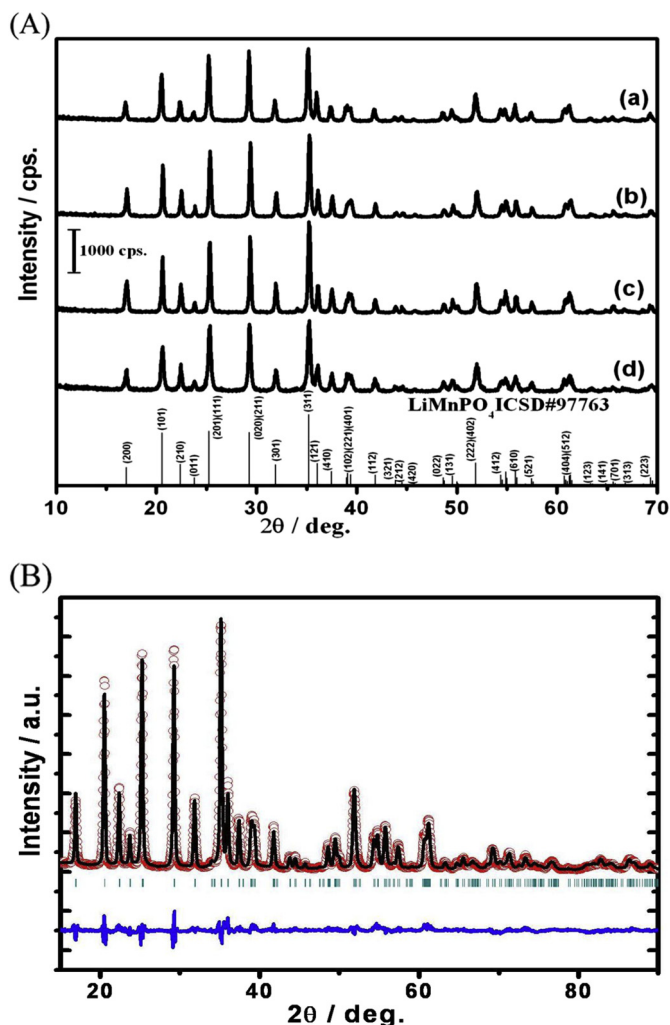 (A)
(a)
(b)
(c)
(d)
1000 cps.
Intensity / cps.
LiMnPO4 ICSD#97763
(200)
(101)
(210)
(011)
(201)(111)
(020)(211)
(301)
(311)
(121)
(410)
(102)(221)(401)
(112)
(321)
(212)
(420)
(022)
(131)
(222)(402)
(412)
(610)
(521)
(404)(512)
(123)
(141)
(701)
(313)
(223)
10 20 30 40 50 60 70
2θ / deg.
(B)
Intensity / a.u.
20 40 60 80
2θ / deg.